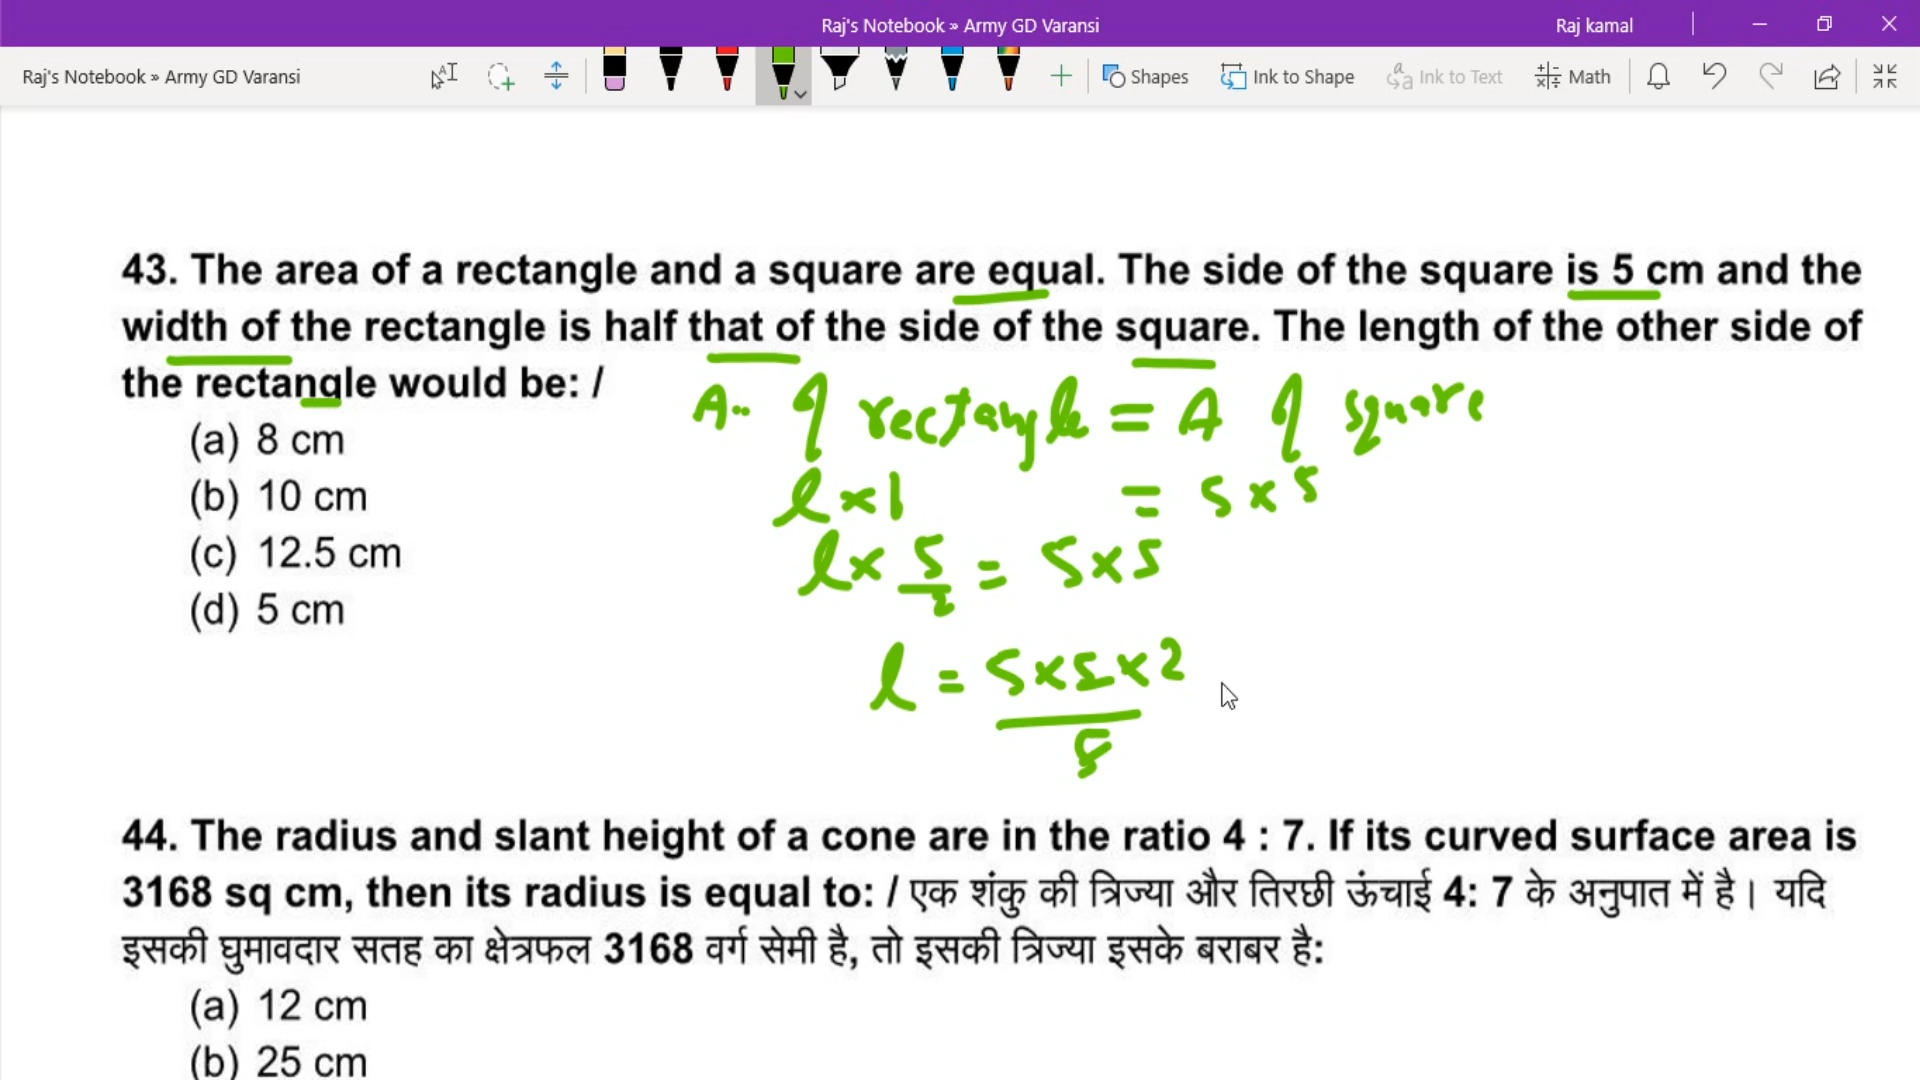 Raj's Notebook » Army GD Varansi
Raj kamal
Raj's Notebook » Army GD Varansi
Shapes
Ink to Shape
Ink to Text
Math
43. The area of a rectangle and a square are equal. The side of the square is 5 cm and the
width of the rectangle is half that of the side of the square. The length of the other side of
the rectangle would be: /
(a) 8 cm
(b) 10 cm
(c) 12.5 cm
(d) 5 cm
A.. of rectangle = A of square
l × b = 5 × 5
l × 5/2 = 5 × 5
l = 5 × 5 × 2
5
44. The radius and slant height of a cone are in the ratio 4 : 7. If its curved surface area is
3168 sq cm, then its radius is equal to: / एक शंकु की त्रिज्या और तिरछी ऊंचाई 4: 7 के अनुपात में है। यदि
इसकी घुमावदार सतह का क्षेत्रफल 3168 वर्ग सेमी है, तो इसकी त्रिज्या इसके बराबर है:
(a) 12 cm
(b) 25 cm